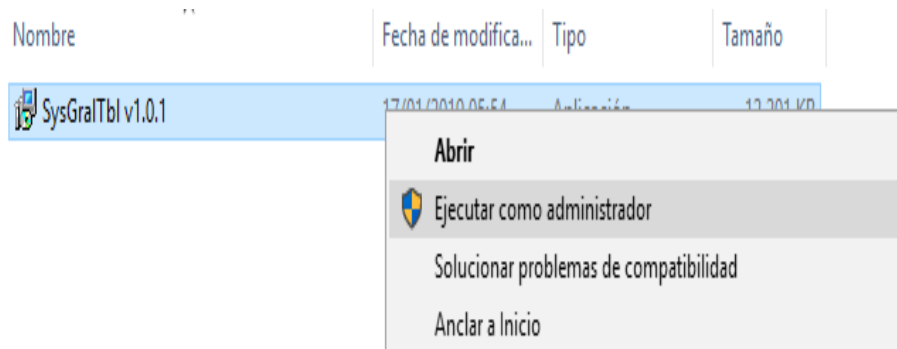 Nombre Fecha de modifica... Tipo Tamaño
SysGralTbl v1.0.1
Abrir
Ejecutar como administrador
Solucionar problemas de compatibilidad
Anclar a Inicio